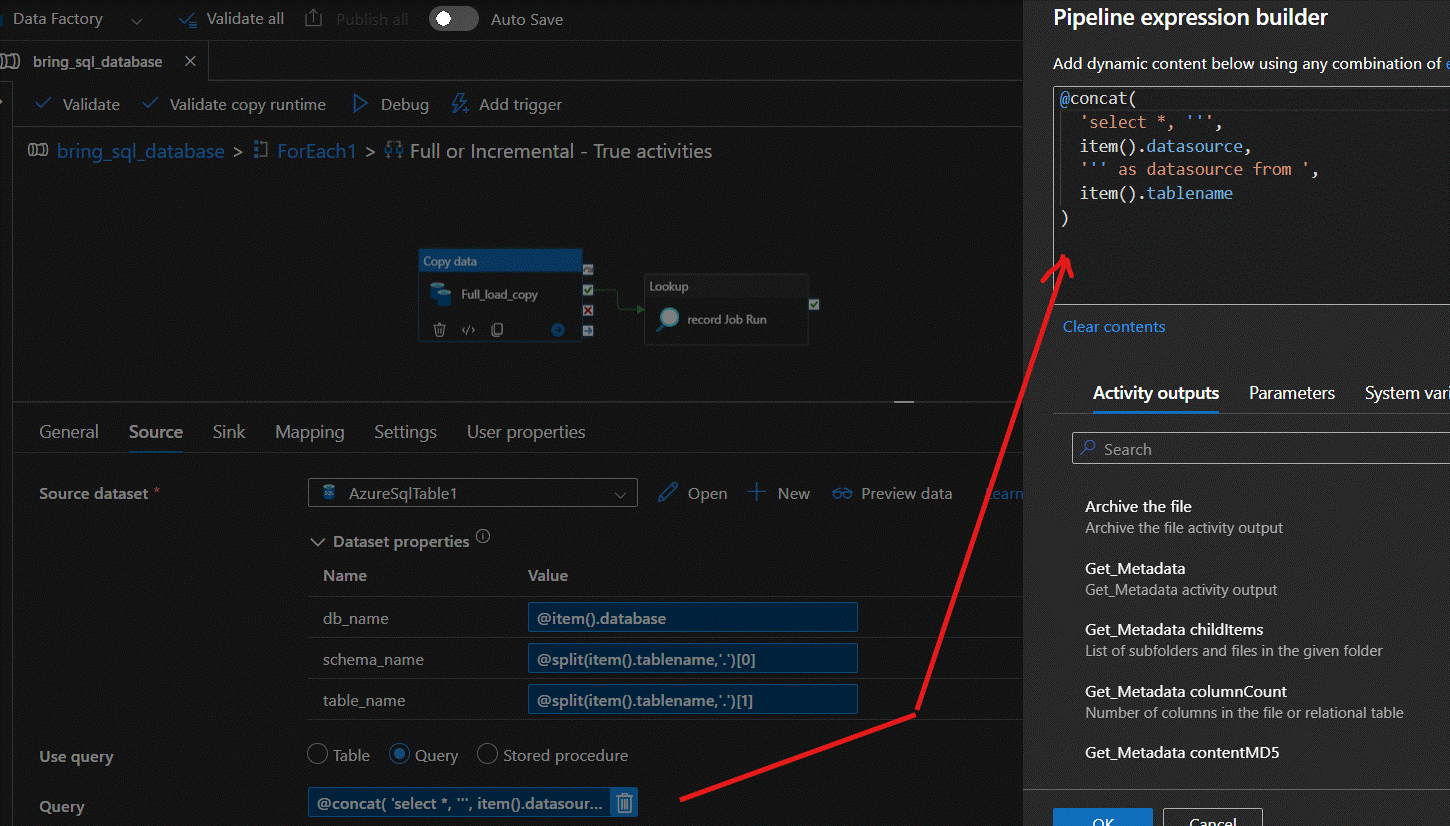 Data Factory
Validate all
Publish all
Auto Save
bring_sql_database
Validate
Validate copy runtime
Debug
Add trigger
bring_sql_database > ForEach1 > Full or Incremental - True activities
Copy data
Full_load_copy
Lookup
record Job Run
General
Source
Sink
Mapping
Settings
User properties
Source dataset *
AzureSqlTable1
Open
New
Preview data
Learn
Dataset properties
Name
Value
db_name
@item().database
schema_name
@split(item().tablename,'.')[0]
table_name
@split(item().tablename,'.')[1]
Use query
Table
Query
Stored procedure
Query
@concat( 'select *, ''', item().datasour...
Pipeline expression builder
Add dynamic content below using any combination of
@concat(
'select *, ''',
item().datasource,
''' as datasource from ',
item().tablename
)
Clear contents
Activity outputs
Parameters
System vari
Search
Archive the file
Archive the file activity output
Get_Metadata
Get_Metadata activity output
Get_Metadata childItems
List of subfolders and files in the given folder
Get_Metadata columnCount
Number of columns in the file or relational table
Get_Metadata contentMD5
OK
Cancel